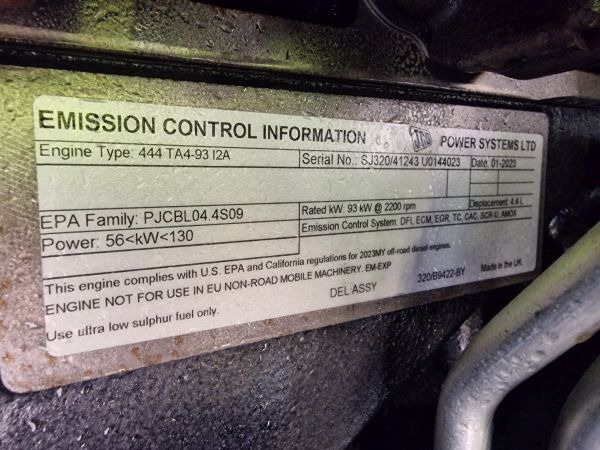 EMISSION CONTROL INFORMATION JCB POWER SYSTEMS LTD
Engine Type: 444 TA4-93 I2A Serial No.: SJ320/41243 U0144023 Date: 01-2023
EPA Family: PJCBL04.4S09 Rated kW: 93 kW @ 2200 rpm Displacement: 4.4 L
Power: 56<kW<130 Emission Control System: DFI, ECM, EGR, TC, CAC, SCR-U, AMOX
This engine complies with U.S. EPA and California regulations for 2023MY off-road diesel engines.
ENGINE NOT FOR USE IN EU NON-ROAD MOBILE MACHINERY. EM-EXP
Use ultra low sulphur fuel only. DEL ASSY 320/B9422-BY Made in the UK.